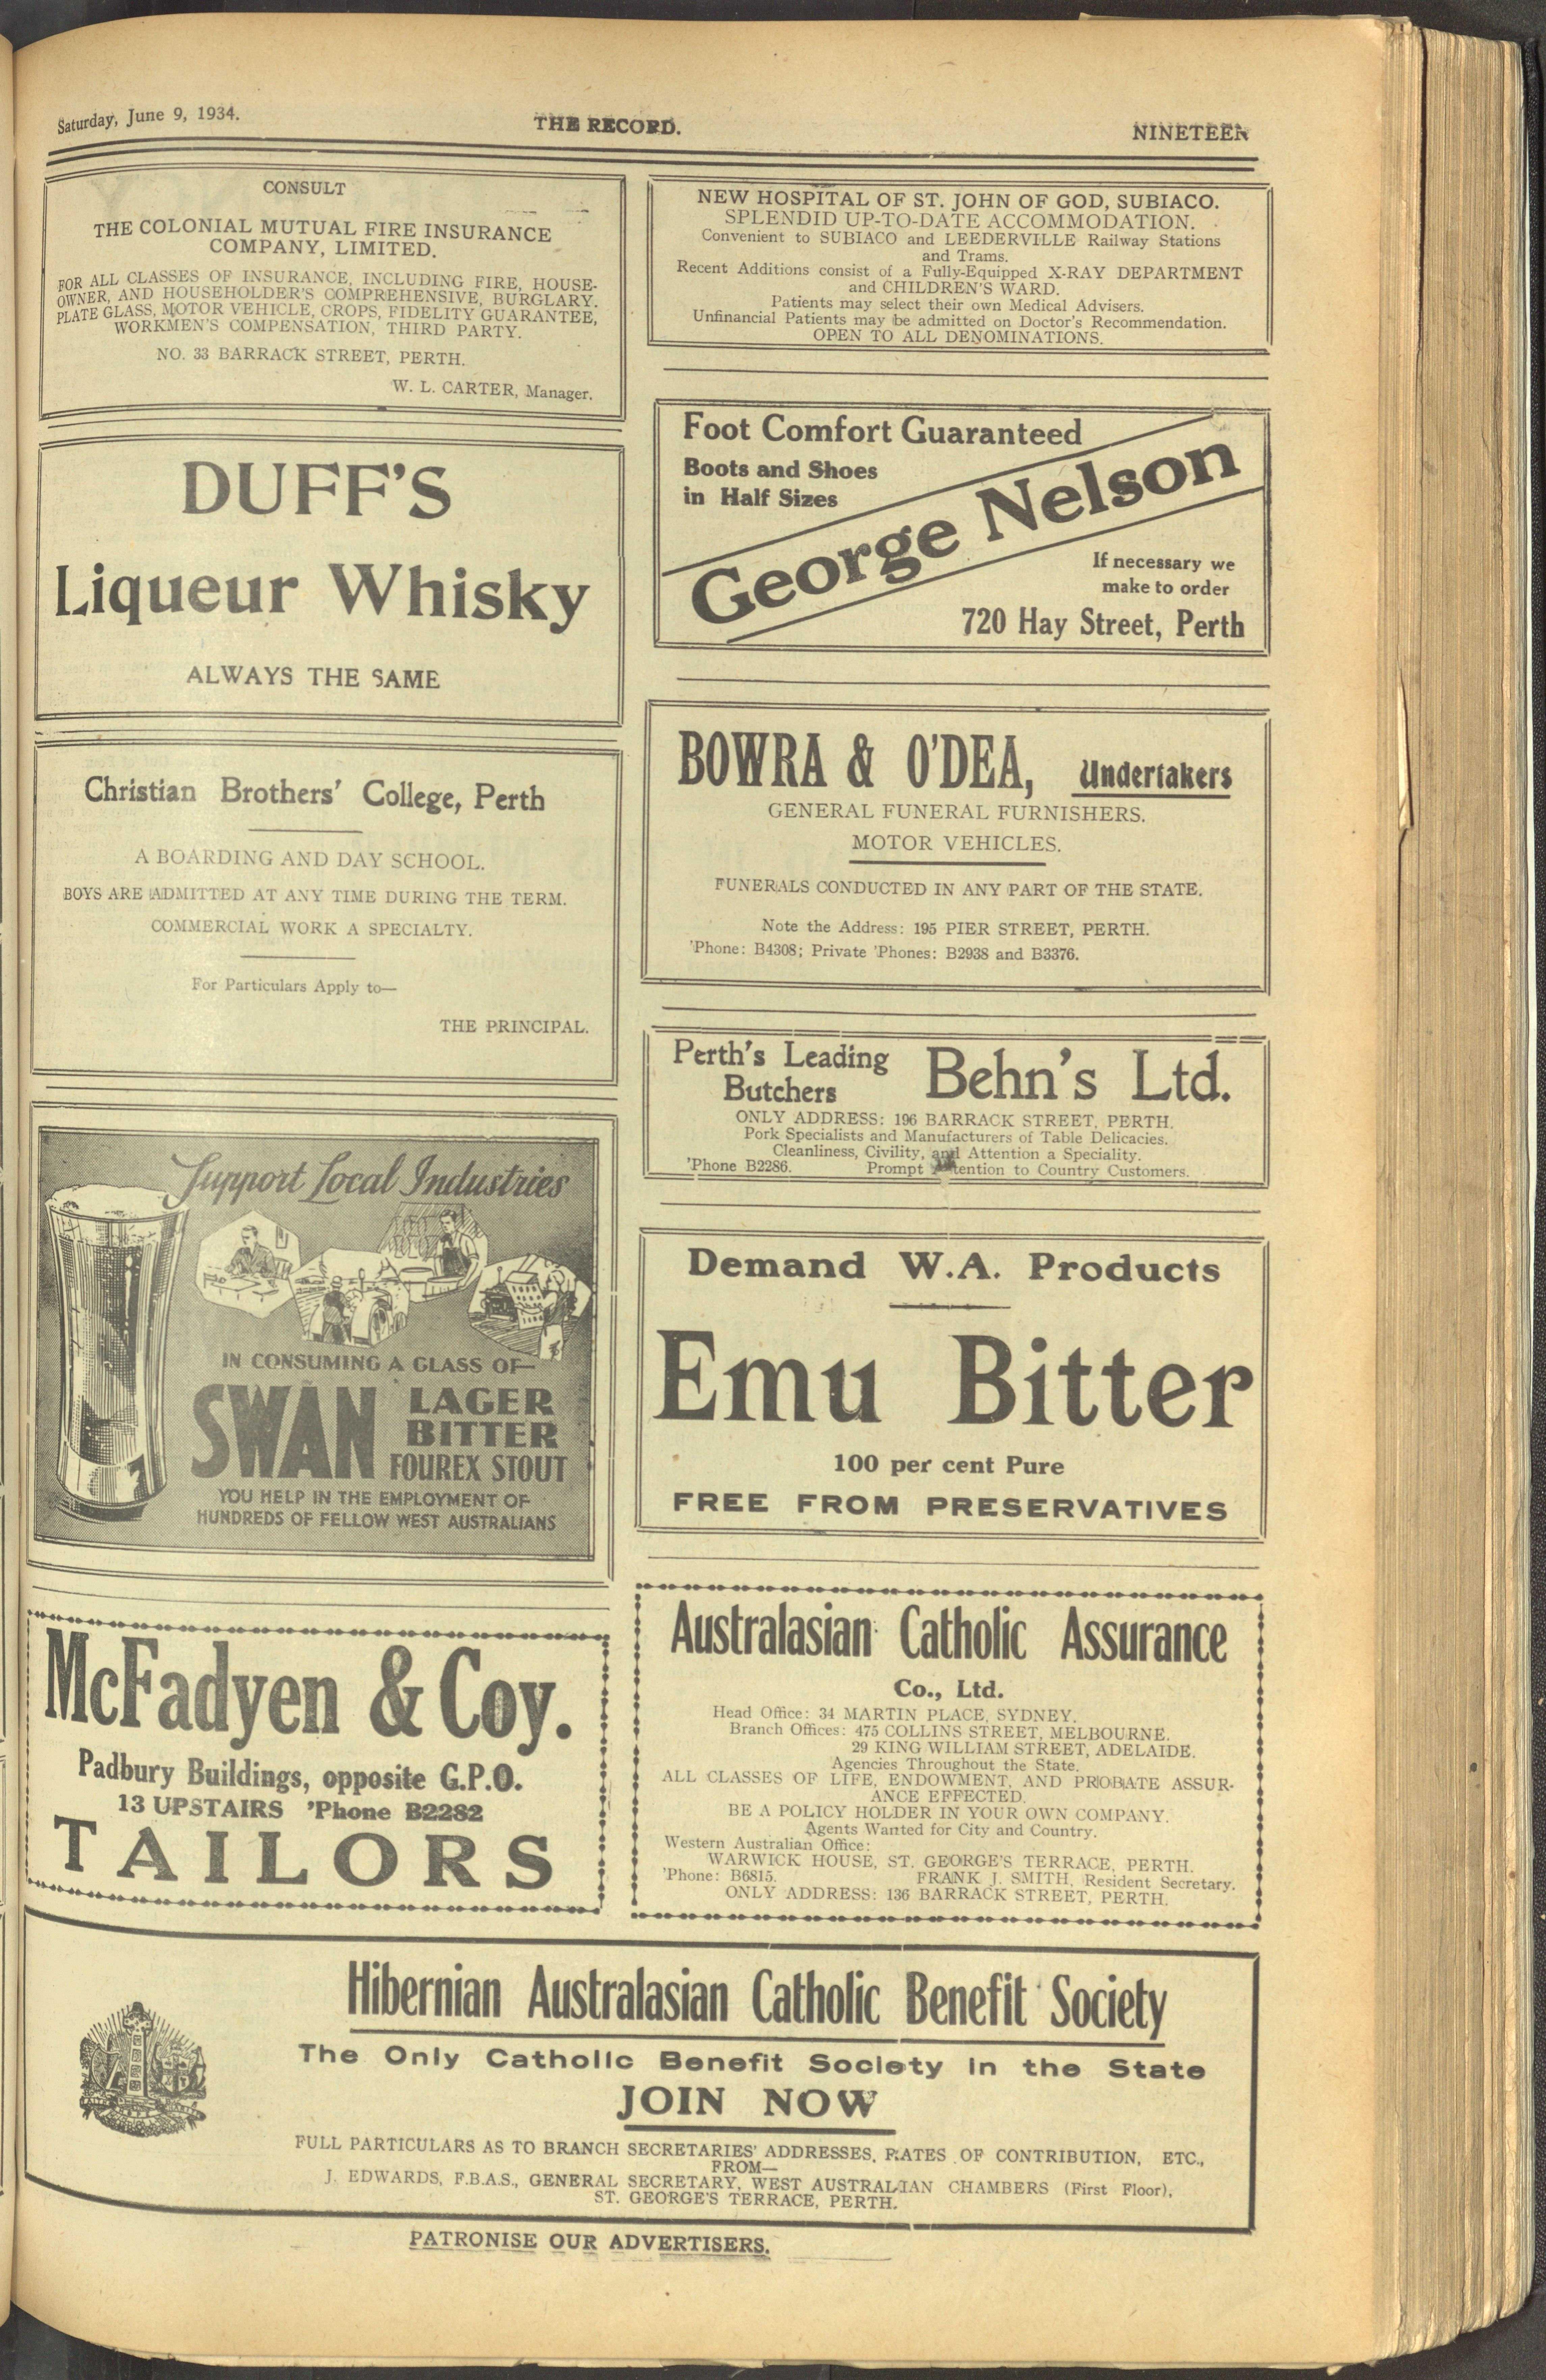 Saturday, June 9, 1934.
THE RECORD.
NINETEEN
CONSULT
THE COLONIAL MUTUAL FIRE INSURANCE
COMPANY, LIMITED.
FOR ALL CLASSES OF INSURANCE, INCLUDING FIRE, HOUSE-
OWNER, AND HOUSEHOLDER'S COMPREHENSIVE, BURGLARY.
PLATE GLASS, MOTOR VEHICLE, CROPS, FIDELITY GUARANTEE,
WORKMEN'S COMPENSATION, THIRD PARTY.
NO. 33 BARRACK STREET, PERTH.
W. L. CARTER, Manager.
DUFF'S
Liqueur Whisky
ALWAYS THE SAME
Christian Brothers' College, Perth
A BOARDING AND DAY SCHOOL.
BOYS ARE ADMITTED AT ANY TIME DURING THE TERM.
COMMERCIAL WORK A SPECIALTY.
For Particulars Apply to—
THE PRINCIPAL.
Support Local Industries
IN CONSUMING A GLASS OF—
SWAN LAGER
BITTER
FOUREX STOUT
YOU HELP IN THE EMPLOYMENT OF
HUNDREDS OF FELLOW WEST AUSTRALIANS
McFadyen & Coy.
Padbury Buildings, opposite G.P.O.
13 UPSTAIRS 'Phone B2282
TAILORS
NEW HOSPITAL OF ST. JOHN OF GOD, SUBIACO.
SPLENDID UP-TO-DATE ACCOMMODATION.
Convenient to SUBIACO and LEEDERVILLE Railway Stations
and Trams.
Recent Additions consist of a Fully-Equipped X-RAY DEPARTMENT
and CHILDREN'S WARD.
Patients may select their own Medical Advisers.
Unfinancial Patients may be admitted on Doctor's Recommendation.
OPEN TO ALL DENOMINATIONS.
Foot Comfort Guaranteed
Boots and Shoes
in Half Sizes
George Nelson
If necessary we
make to order
720 Hay Street, Perth
BOWRA & O'DEA, Undertakers
GENERAL FUNERAL FURNISHERS.
MOTOR VEHICLES.
FUNERALS CONDUCTED IN ANY PART OF THE STATE.
Note the Address: 195 PIER STREET, PERTH.
'Phone: B4308; Private 'Phones: B2938 and B3376.
Perth's Leading
Butchers
Behn's Ltd.
ONLY ADDRESS: 196 BARRACK STREET, PERTH.
Pork Specialists and Manufacturers of Table Delicacies.
Cleanliness, Civility, and Attention a Speciality.
'Phone B2286. Prompt Attention to Country Customers.
Demand W.A. Products
Emu Bitter
100 per cent Pure
FREE FROM PRESERVATIVES
Australasian Catholic Assurance
Co., Ltd.
Head Office: 34 MARTIN PLACE, SYDNEY.
Branch Offices: 475 COLLINS STREET, MELBOURNE.
29 KING WILLIAM STREET, ADELAIDE.
Agencies Throughout the State.
ALL CLASSES OF LIFE, ENDOWMENT, AND PROBATE ASSUR-
ANCE EFFECTED.
BE A POLICY HOLDER IN YOUR OWN COMPANY.
Agents Wanted for City and Country.
Western Australian Office:
WARWICK HOUSE, ST. GEORGE'S TERRACE, PERTH.
'Phone: B6815. FRANK J. SMITH, Resident Secretary.
ONLY ADDRESS: 136 BARRACK STREET, PERTH.
Hibernian Australasian Catholic Benefit Society
The Only Catholic Benefit Society in the State
JOIN NOW
FULL PARTICULARS AS TO BRANCH SECRETARIES' ADDRESSES, RATES OF CONTRIBUTION, ETC.,
FROM—
J. EDWARDS, F.B.A.S., GENERAL SECRETARY, WEST AUSTRALIAN CHAMBERS (First Floor),
ST. GEORGE'S TERRACE, PERTH.
PATRONISE OUR ADVERTISERS.